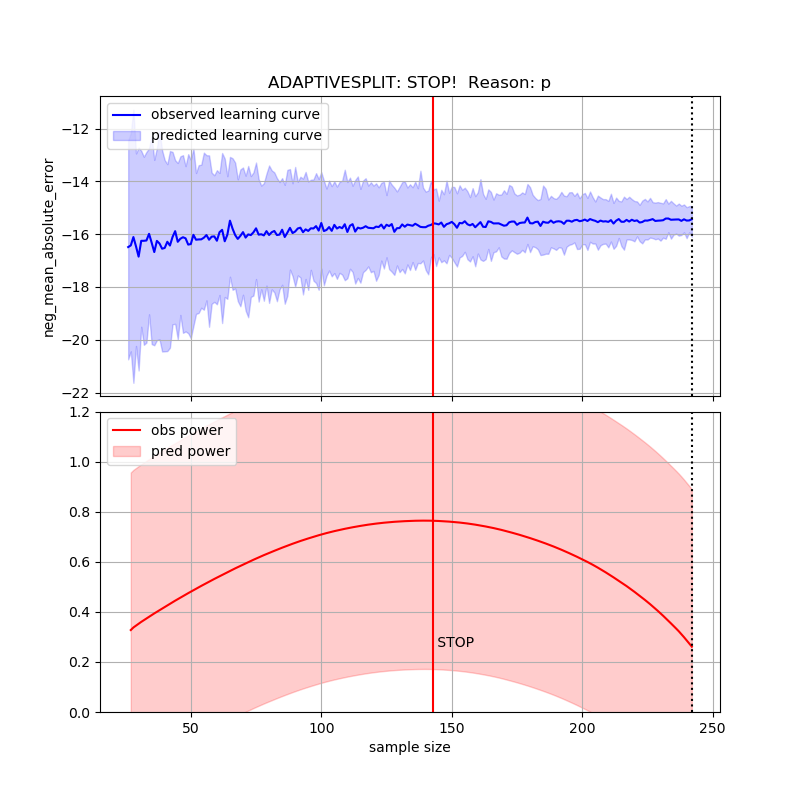 ADAPTIVESPLIT: STOP!  Reason: p
observed learning curve
predicted learning curve
neg_mean_absolute_error
−12
−14
−16
−18
−20
−22
obs power
pred power
1.2
1.0
0.8
0.6
0.4
0.2
0.0
STOP
50
100
150
200
250
sample size